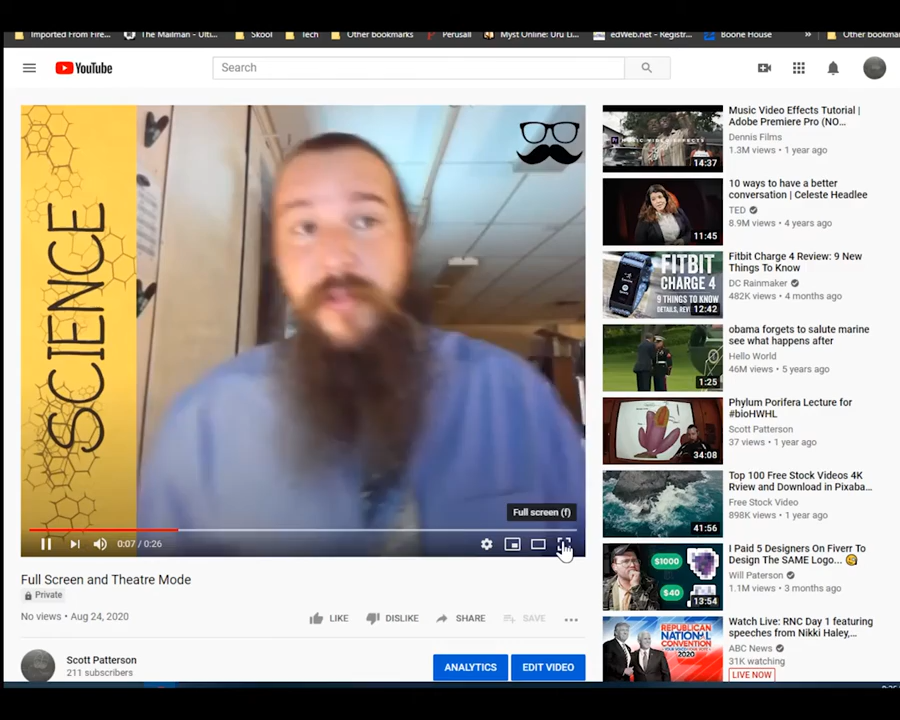 Imported From Fire...
The Mailman - Ulti...
Skool
Tech
Other bookmarks
Perusall
Myst Online: Uru Li...
edWeb.net - Registr...
Boone House
»
Other bookma
YouTube
Search
SCIENCE
Full screen (f)
0:07 / 0:26
Full Screen and Theatre Mode
Private
No views • Aug 24, 2020
LIKE
DISLIKE
SHARE
SAVE
Scott Patterson
211 subscribers
ANALYTICS
EDIT VIDEO
MUSIC VIDEO EFFECTS
14:37
Music Video Effects Tutorial |
Adobe Premiere Pro (NO...
Dennis Films
1.3M views • 1 year ago
11:45
10 ways to have a better
conversation | Celeste Headlee
TED
8.9M views • 4 years ago
FITBIT
CHARGE 4
9 THINGS TO KNOW
12:42
Fitbit Charge 4 Review: 9 New
Things To Know
DC Rainmaker
482K views • 4 months ago
1:25
obama forgets to salute marine
see what happens after
Hello World
46M views • 5 years ago
34:08
Phylum Porifera Lecture for
#bioHWHL
Scott Patterson
37 views • 1 year ago
41:56
Top 100 Free Stock Videos 4K
Rview and Download in Pixaba...
Free Stock Video
898K views • 1 year ago
$1000
$40
13:54
I Paid 5 Designers On Fiverr To
Design The SAME Logo...
Will Paterson
1.1M views • 3 months ago
REPUBLICAN
NATIONAL
CONVENTION
2020
Watch Live: RNC Day 1 featuring
speeches from Nikki Haley,...
ABC News
31K watching
LIVE NOW